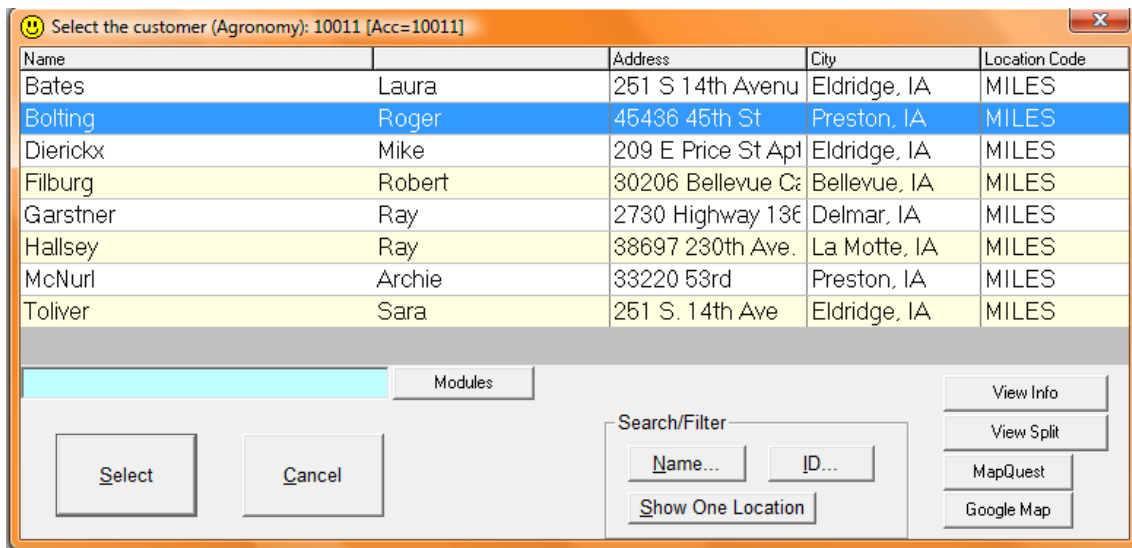 Select the customer (Agronomy): 10011 [Acc=10011]
Name Address City Location Code
Bates Laura 251 S 14th Avenu Eldridge, IA MILES
Bolting Roger 45436 45th St Preston, IA MILES
Dierickx Mike 209 E Price St Apt Eldridge, IA MILES
Filburg Robert 30206 Bellevue Ca Bellevue, IA MILES
Garstner Ray 2730 Highway 136 Delmar, IA MILES
Hallsey Ray 38697 230th Ave. La Motte, IA MILES
McNurl Archie 33220 53rd Preston, IA MILES
Toliver Sara 251 S. 14th Ave Eldridge, IA MILES
Modules
View Info
Search/Filter
View Split
Select Cancel Name... ID... MapQuest
Show One Location Google Map